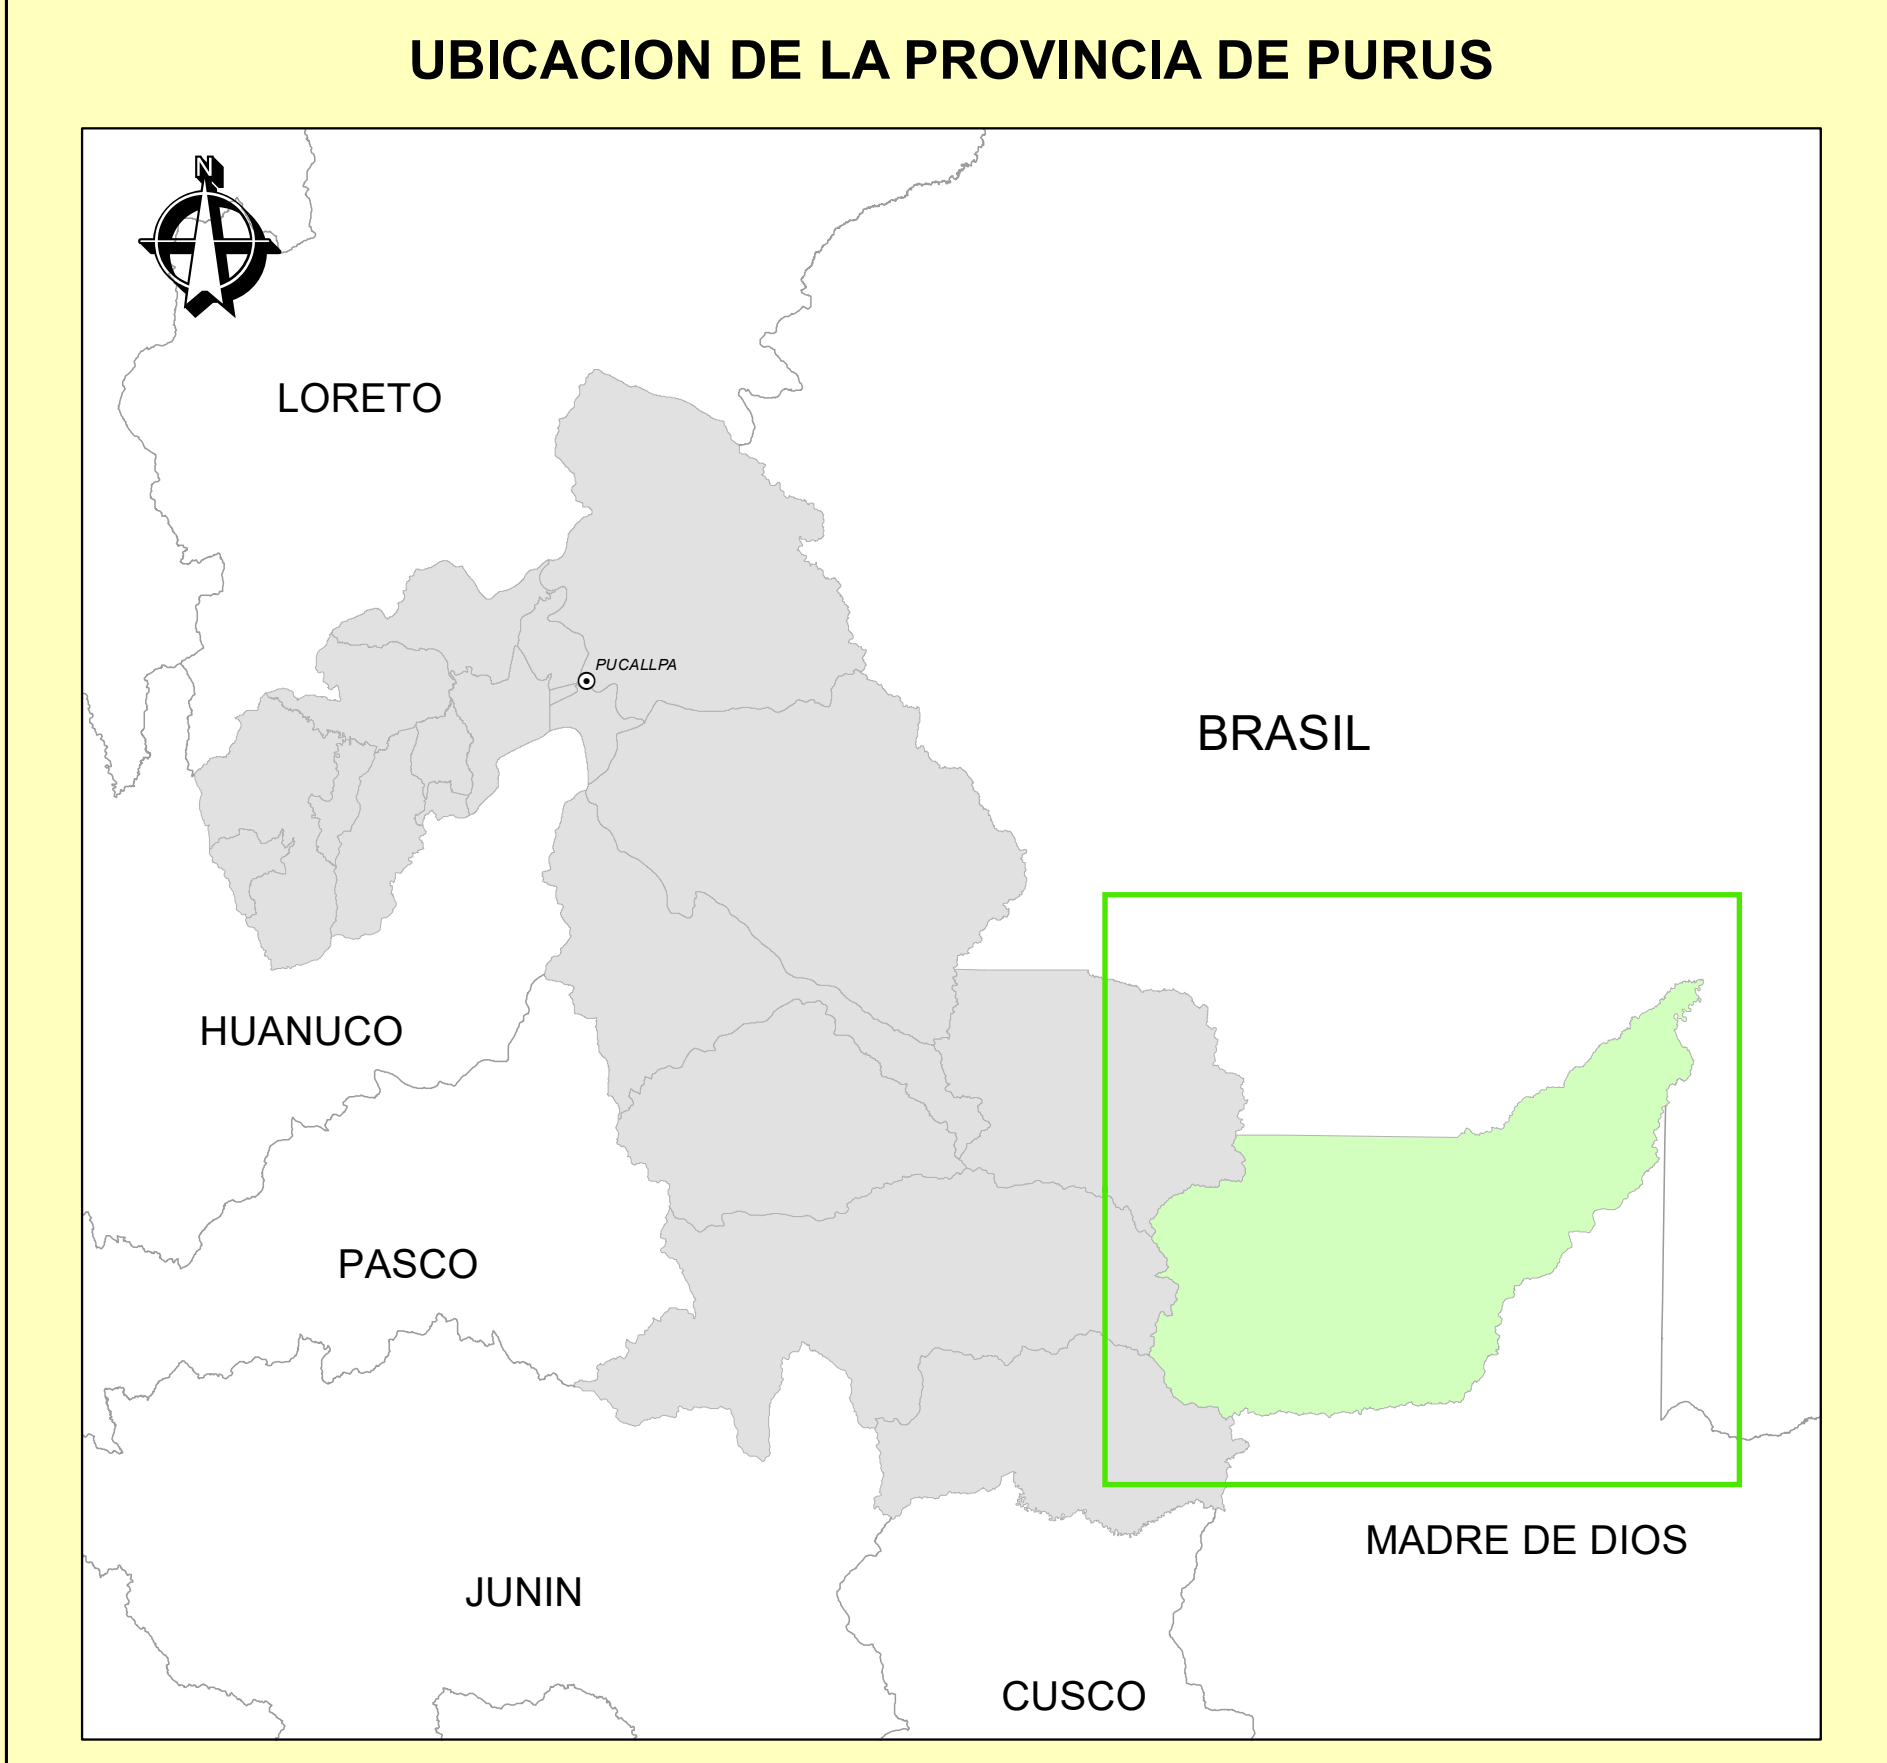 UBICACION DE LA PROVINCIA DE PURUS
N
LORETO
PUCALLPA
BRASIL
HUANUCO
PASCO
MADRE DE DIOS
JUNIN
CUSCO